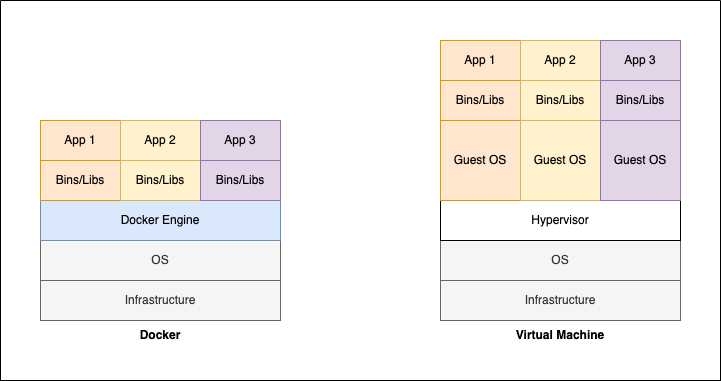 App 1
App 2
App 3
Bins/Libs
Bins/Libs
Bins/Libs
Docker Engine
OS
Infrastructure
Docker
App 1
App 2
App 3
Bins/Libs
Bins/Libs
Bins/Libs
Guest OS
Guest OS
Guest OS
Hypervisor
OS
Infrastructure
Virtual Machine